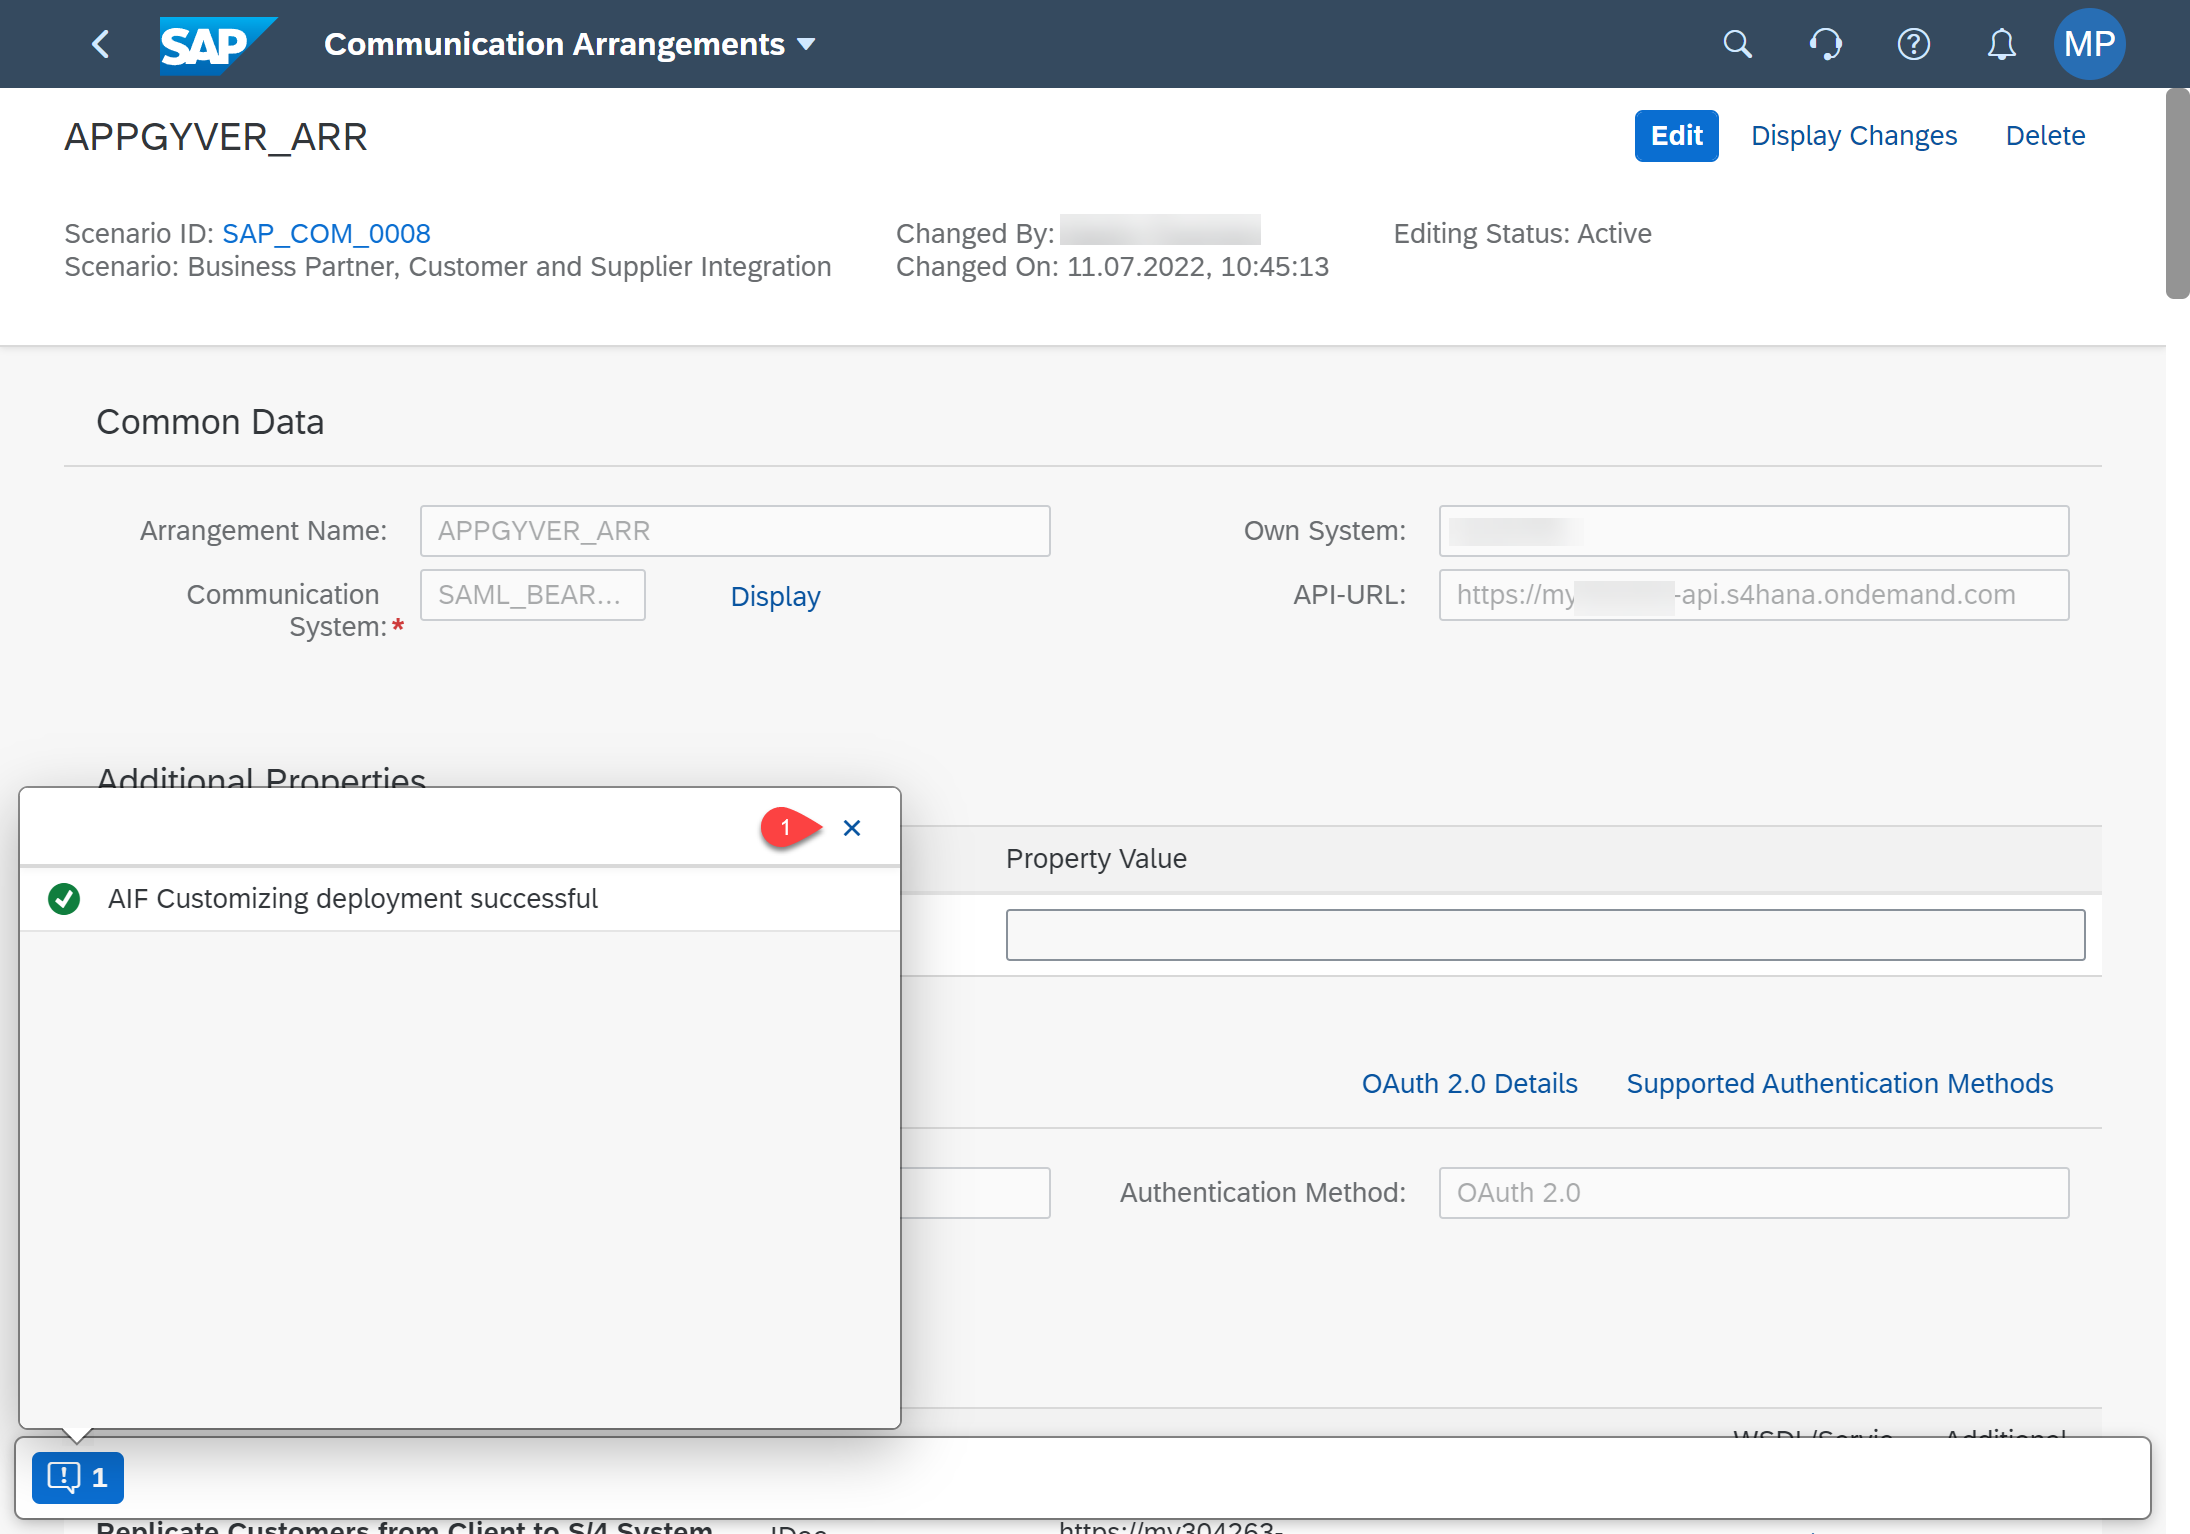 SAP
Communication Arrangements
MP
APPGYVER_ARR
Edit
Display Changes
Delete
Scenario ID: SAP_COM_0008
Changed By:
Editing Status: Active
Scenario: Business Partner, Customer and Supplier Integration
Changed On: 11.07.2022, 10:45:13
Common Data
Arrangement Name: APPGYVER_ARR
Own System:
Communication System:* SAML_BEAR...
Display
API-URL: https://my -api.s4hana.ondemand.com
Additional Properties
1
Property Value
AIF Customizing deployment successful
OAuth 2.0 Details
Supported Authentication Methods
Authentication Method: OAuth 2.0
WSDL/Servic
Additional
1
Replicate Customers from Client to S/4 System
IDoc
https://my304263-